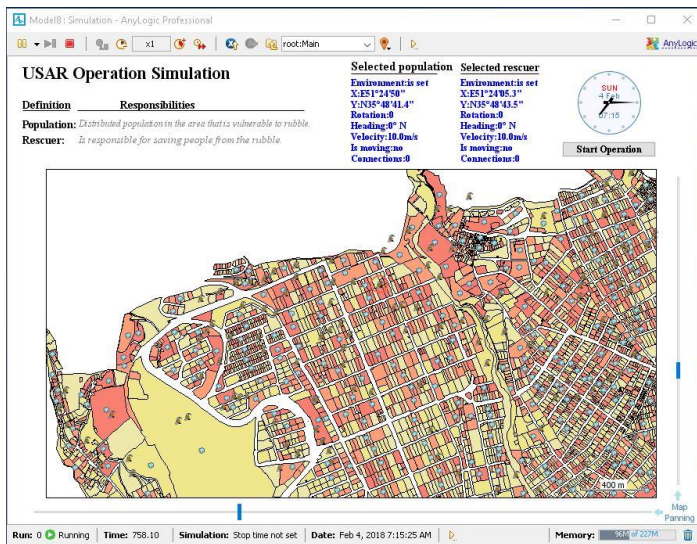 Model8 : Simulation - AnyLogic Professional
x1
root:Main
AnyLogic
USAR Operation Simulation
Definition Responsibilities
Population: Distributed population in the area that is vulnerable to rubble.
Rescuer: Is responsible for saving people from the rubble.
Selected population
Environment:is set
X:E51°24'50"
Y:N35°48'41.4"
Rotation:0
Heading:0° N
Velocity:10.0m/s
Is moving:no
Connections:0
Selected rescuer
Environment:is set
X:E51°24'05.3"
Y:N35°48'43.5"
Rotation:0
Heading:0° N
Velocity:10.0m/s
Is moving:no
Connections:0
SUN
4 Feb
07:15
Start Operation
400 m
Map
Panning
Run: 0 Running Time: 758.10 Simulation: Stop time not set Date: Feb 4, 2018 7:15:25 AM Memory: 96M of 227M